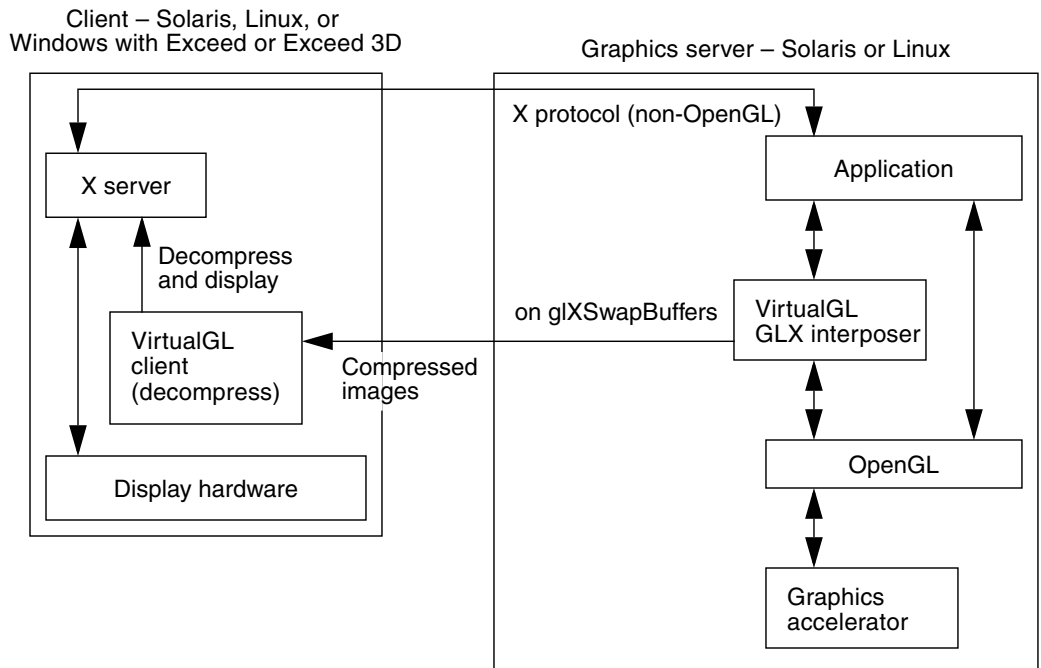 Client – Solaris, Linux, or
Windows with Exceed or Exceed 3D
Graphics server – Solaris or Linux
X protocol (non-OpenGL)
X server
Application
Decompress
and display
on glXSwapBuffers
VirtualGL
GLX interposer
VirtualGL
client
(decompress)
Compressed
images
OpenGL
Display hardware
Graphics
accelerator